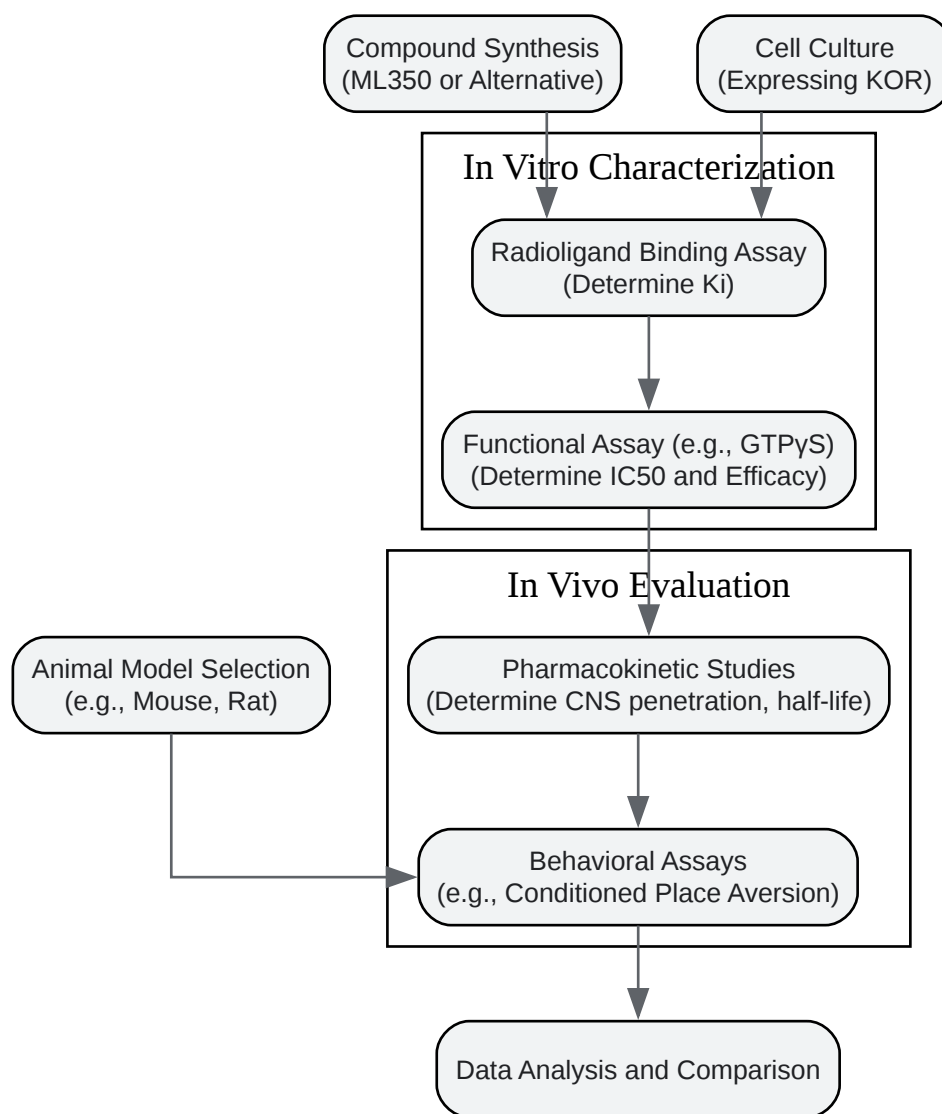 Compound Synthesis
(ML350 or Alternative)
Cell Culture
(Expressing KOR)
In Vitro Characterization
Radioligand Binding Assay
(Determine Ki)
Functional Assay (e.g., GTPγS)
(Determine IC50 and Efficacy)
In Vivo Evaluation
Animal Model Selection
(e.g., Mouse, Rat)
Pharmacokinetic Studies
(Determine CNS penetration, half-life)
Behavioral Assays
(e.g., Conditioned Place Aversion)
Data Analysis and Comparison